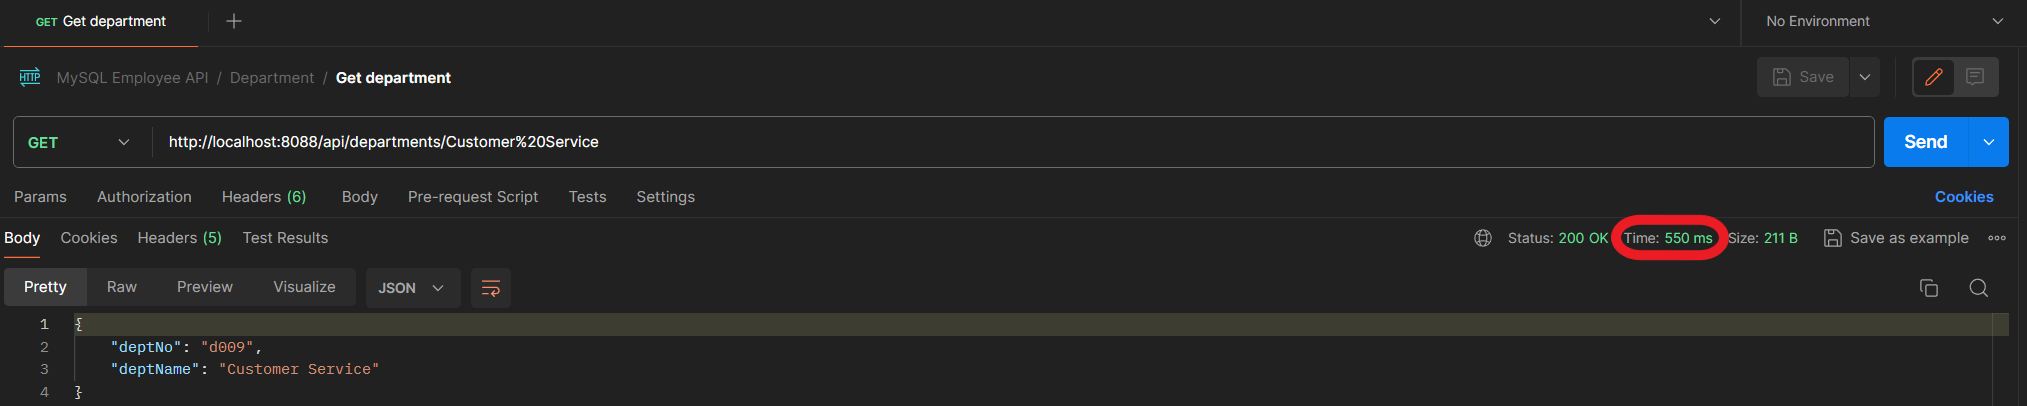 GET Get department
No Environment
HTTP MySQL Employee API / Department / Get department
Save
GET http://localhost:8088/api/departments/Customer%20Service
Send
Params Authorization Headers (6) Body Pre-request Script Tests Settings
Cookies
Body Cookies Headers (5) Test Results
Status: 200 OK Time: 550 ms Size: 211 B Save as example
Pretty Raw Preview Visualize JSON
1 {
2 "deptNo": "d009",
3 "deptName": "Customer Service"
4 }